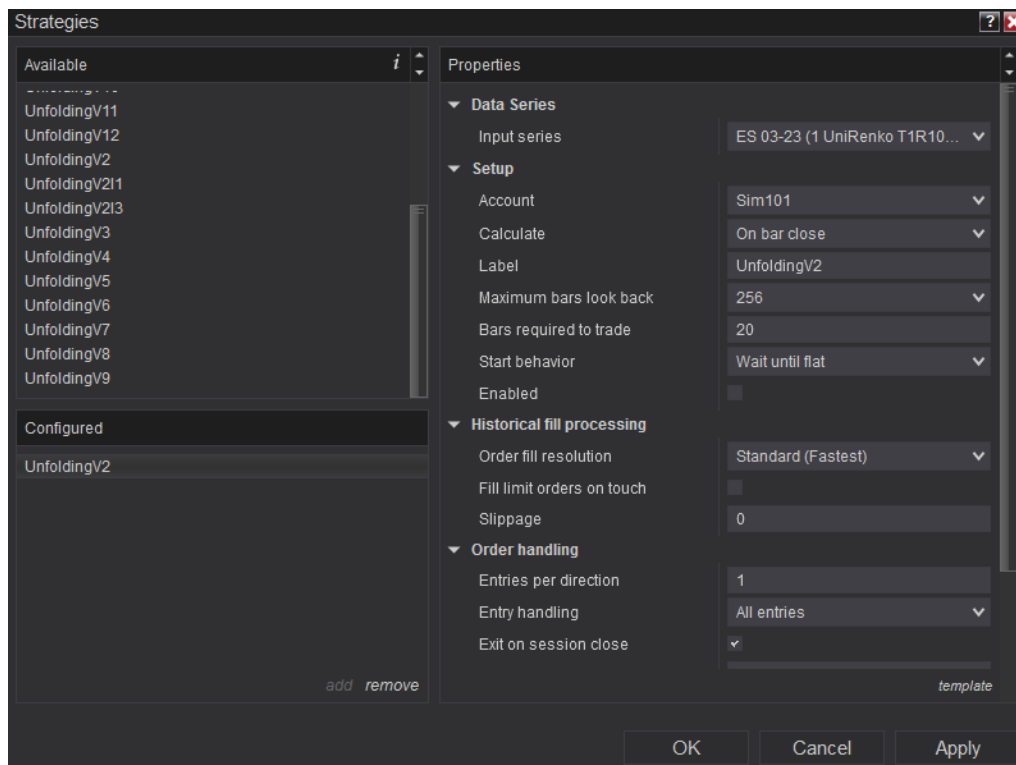 Strategies
?
Available
i
UnfoldingV11
UnfoldingV12
UnfoldingV2
UnfoldingV2I1
UnfoldingV2I3
UnfoldingV3
UnfoldingV4
UnfoldingV5
UnfoldingV6
UnfoldingV7
UnfoldingV8
UnfoldingV9
Configured
UnfoldingV2
add remove
Properties
Data Series
Input series ES 03-23 (1 UniRenko T1R10...
Setup
Account Sim101
Calculate On bar close
Label UnfoldingV2
Maximum bars look back 256
Bars required to trade 20
Start behavior Wait until flat
Enabled
Historical fill processing
Order fill resolution Standard (Fastest)
Fill limit orders on touch
Slippage 0
Order handling
Entries per direction 1
Entry handling All entries
Exit on session close
template
OK Cancel Apply